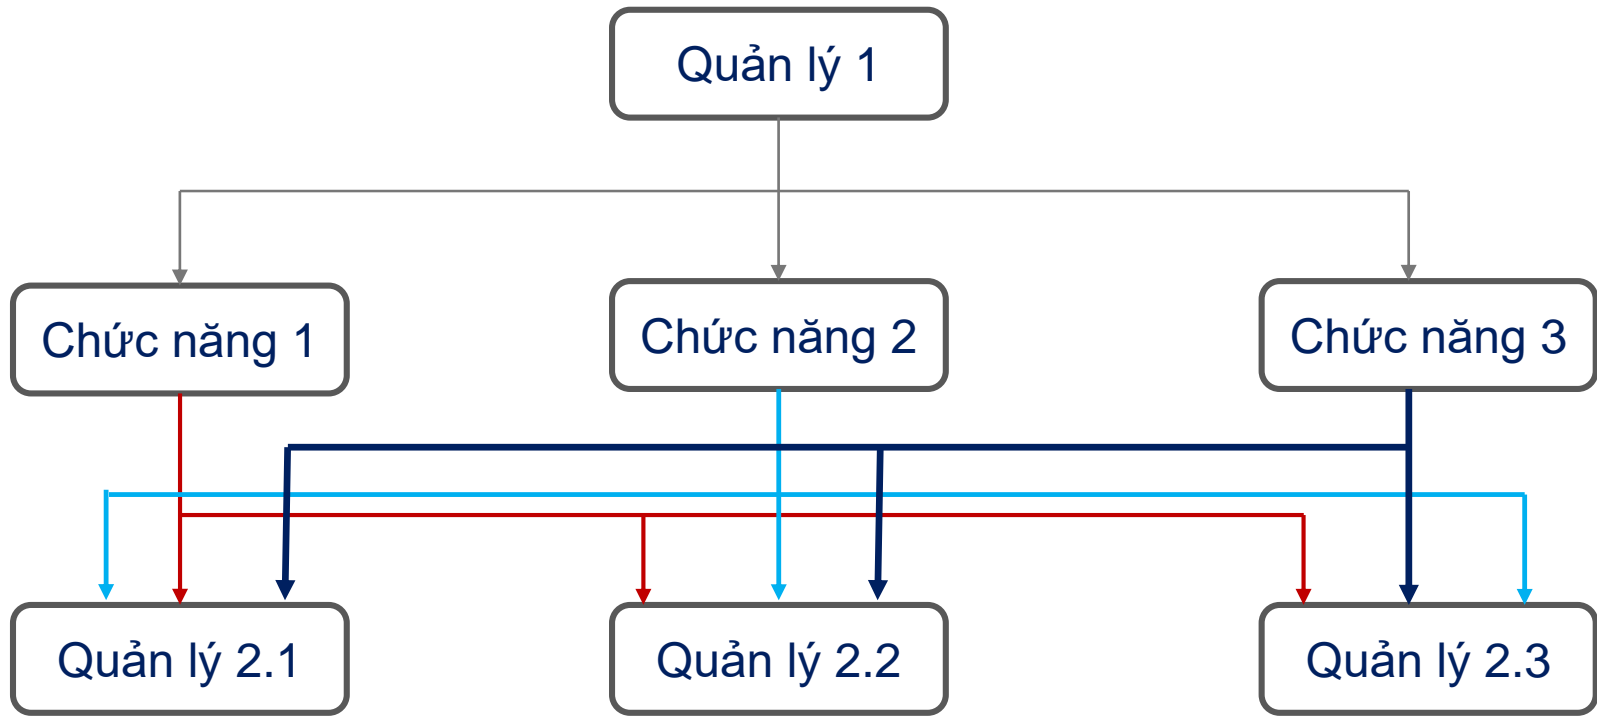 Quản lý 1
Chức năng 1
Chức năng 2
Chức năng 3
Quản lý 2.1
Quản lý 2.2
Quản lý 2.3